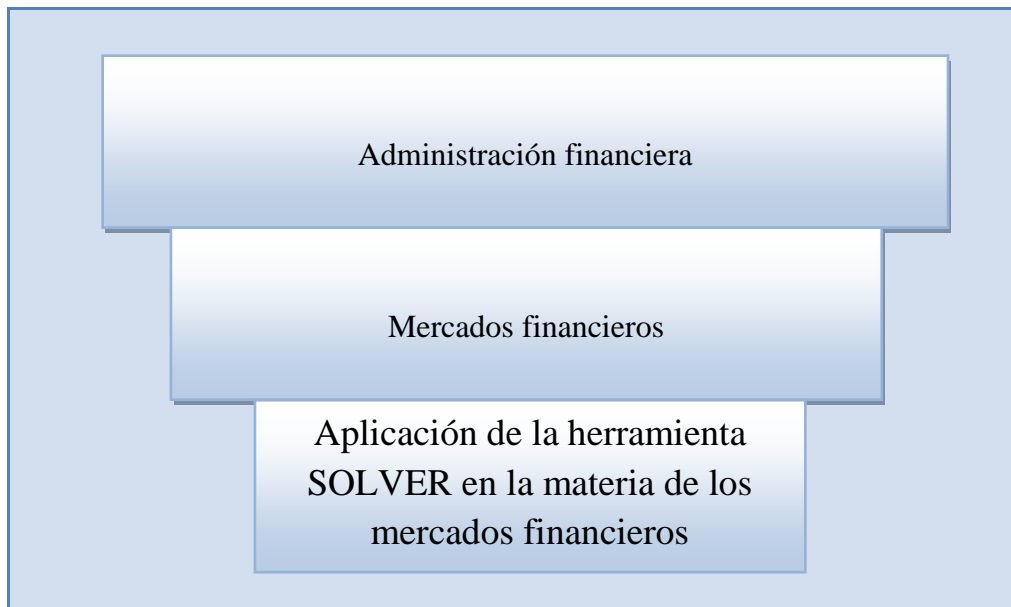 Administración financiera
Mercados financieros
Aplicación de la herramienta
SOLVER en la materia de los
mercados financieros